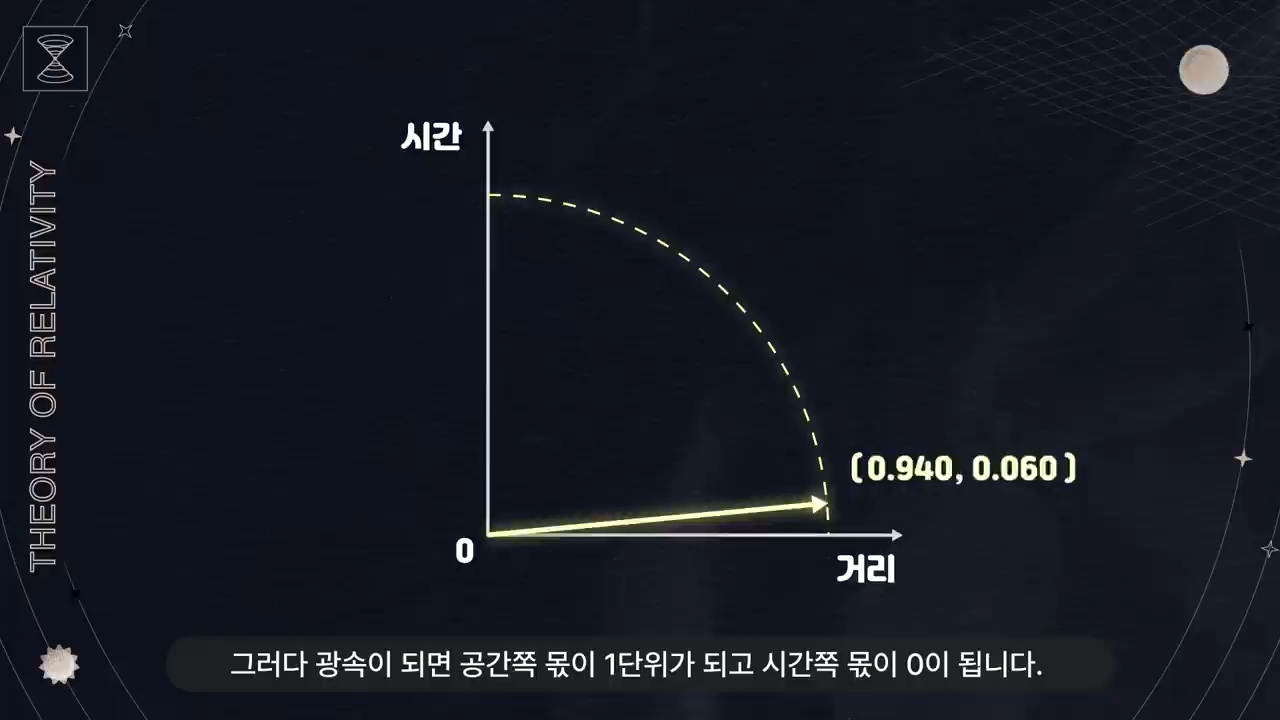 THEORY OF RELATIVITY
시간
(0.940, 0.060)
0
거리
그러다 광속이 되면 공간쪽 몫이 1단위가 되고 시간쪽 몫이 0이 됩니다.